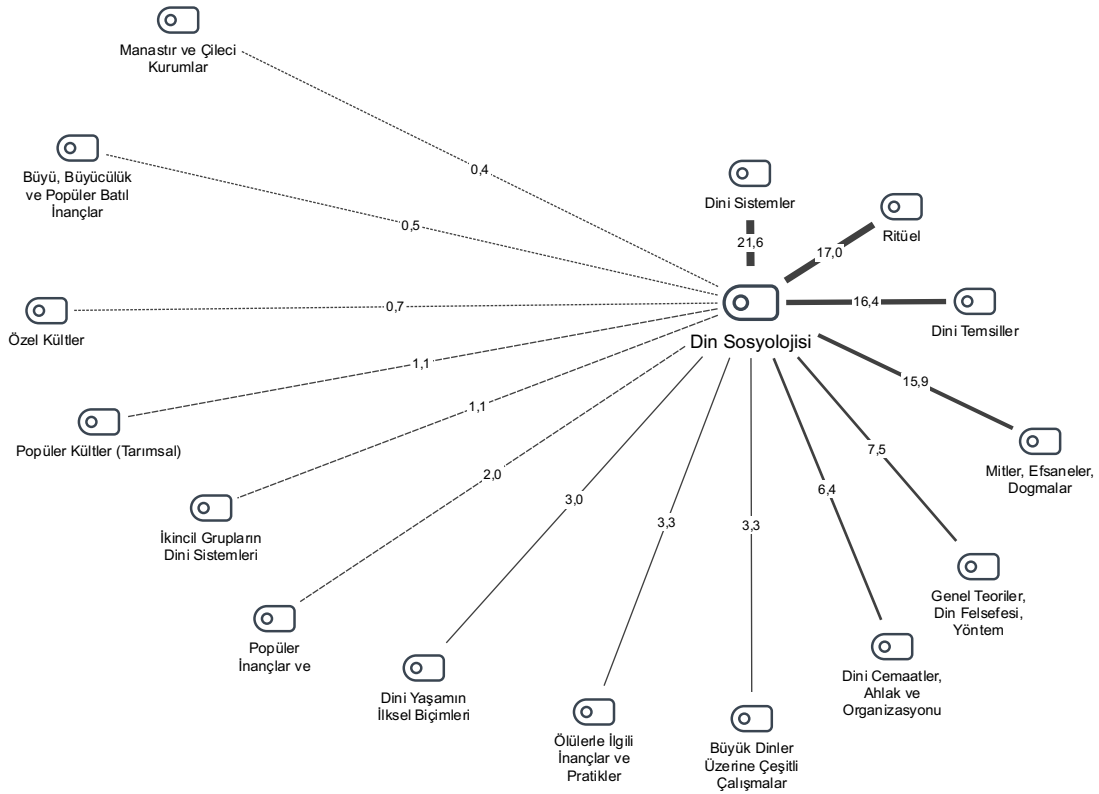 Manastır ve Çileci
Kurumlar
0,4
Büyü, Büyücülük
ve Popüler Batıl
İnançlar
0,5
Dini Sistemler
21,6
Ritüel
17,0
Özel Kültler
0,7
Din Sosyolojisi
16,4
Dini Temsiller
Popüler Kültler (Tarımsal)
1,1
15,9
Mitler, Efsaneler,
Dogmalar
İkincil Grupların
Dini Sistemleri
1,1
7,5
Genel Teoriler,
Din Felsefesi,
Yöntem
Popüler
İnançlar ve
2,0
6,4
Dini Cemaatler,
Ahlak ve
Organizasyonu
Dini Yaşamın
İlksel Biçimleri
3,0
Ölülerle İlgili
İnançlar ve
Pratikler
3,3
Büyük Dinler
Üzerine Çeşitli
Çalışmalar
3,3